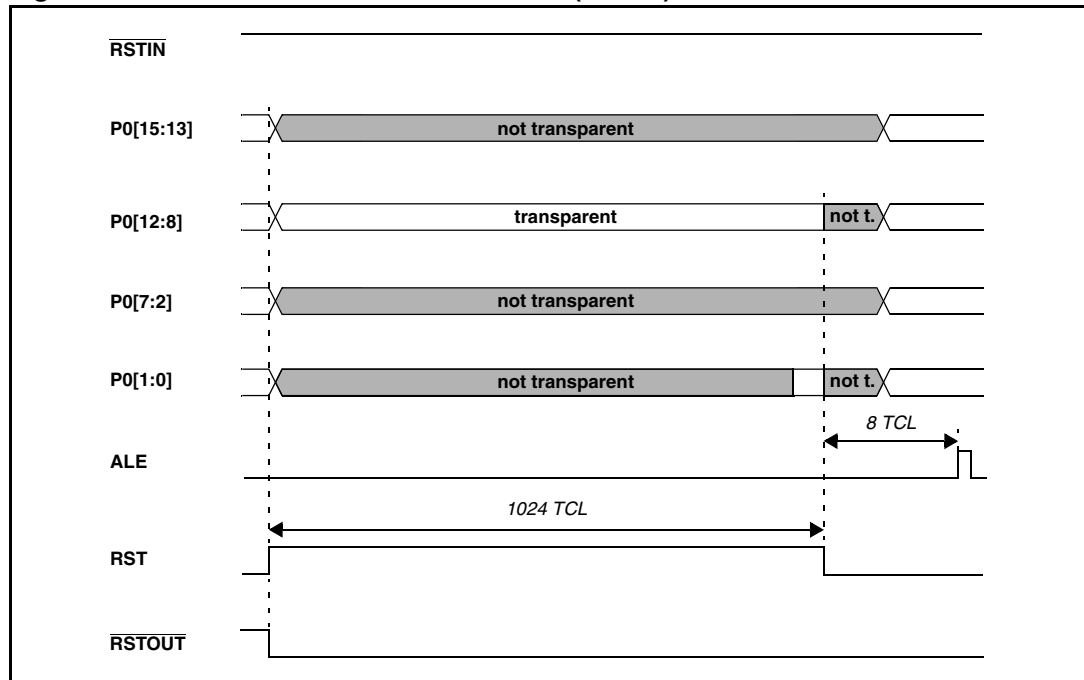 RSTIN
P0[15:13]
not transparent
P0[12:8]
transparent
not t.
P0[7:2]
not transparent
P0[1:0]
not transparent
not t.
8 TCL
ALE
1024 TCL
RST
RSTOUT